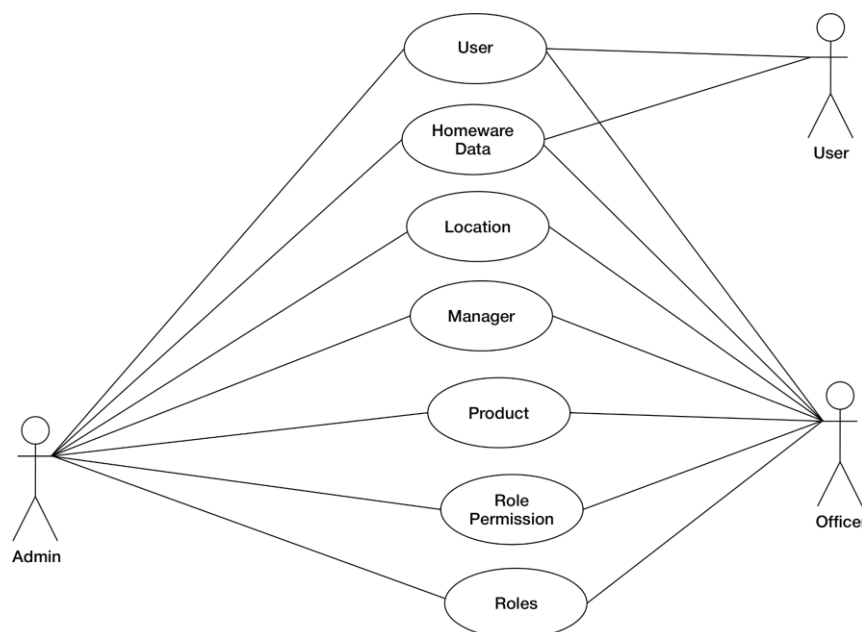 User
Homeware
Data
User
Location
Manager
Product
Role
Permission
Officer
Admin
Roles